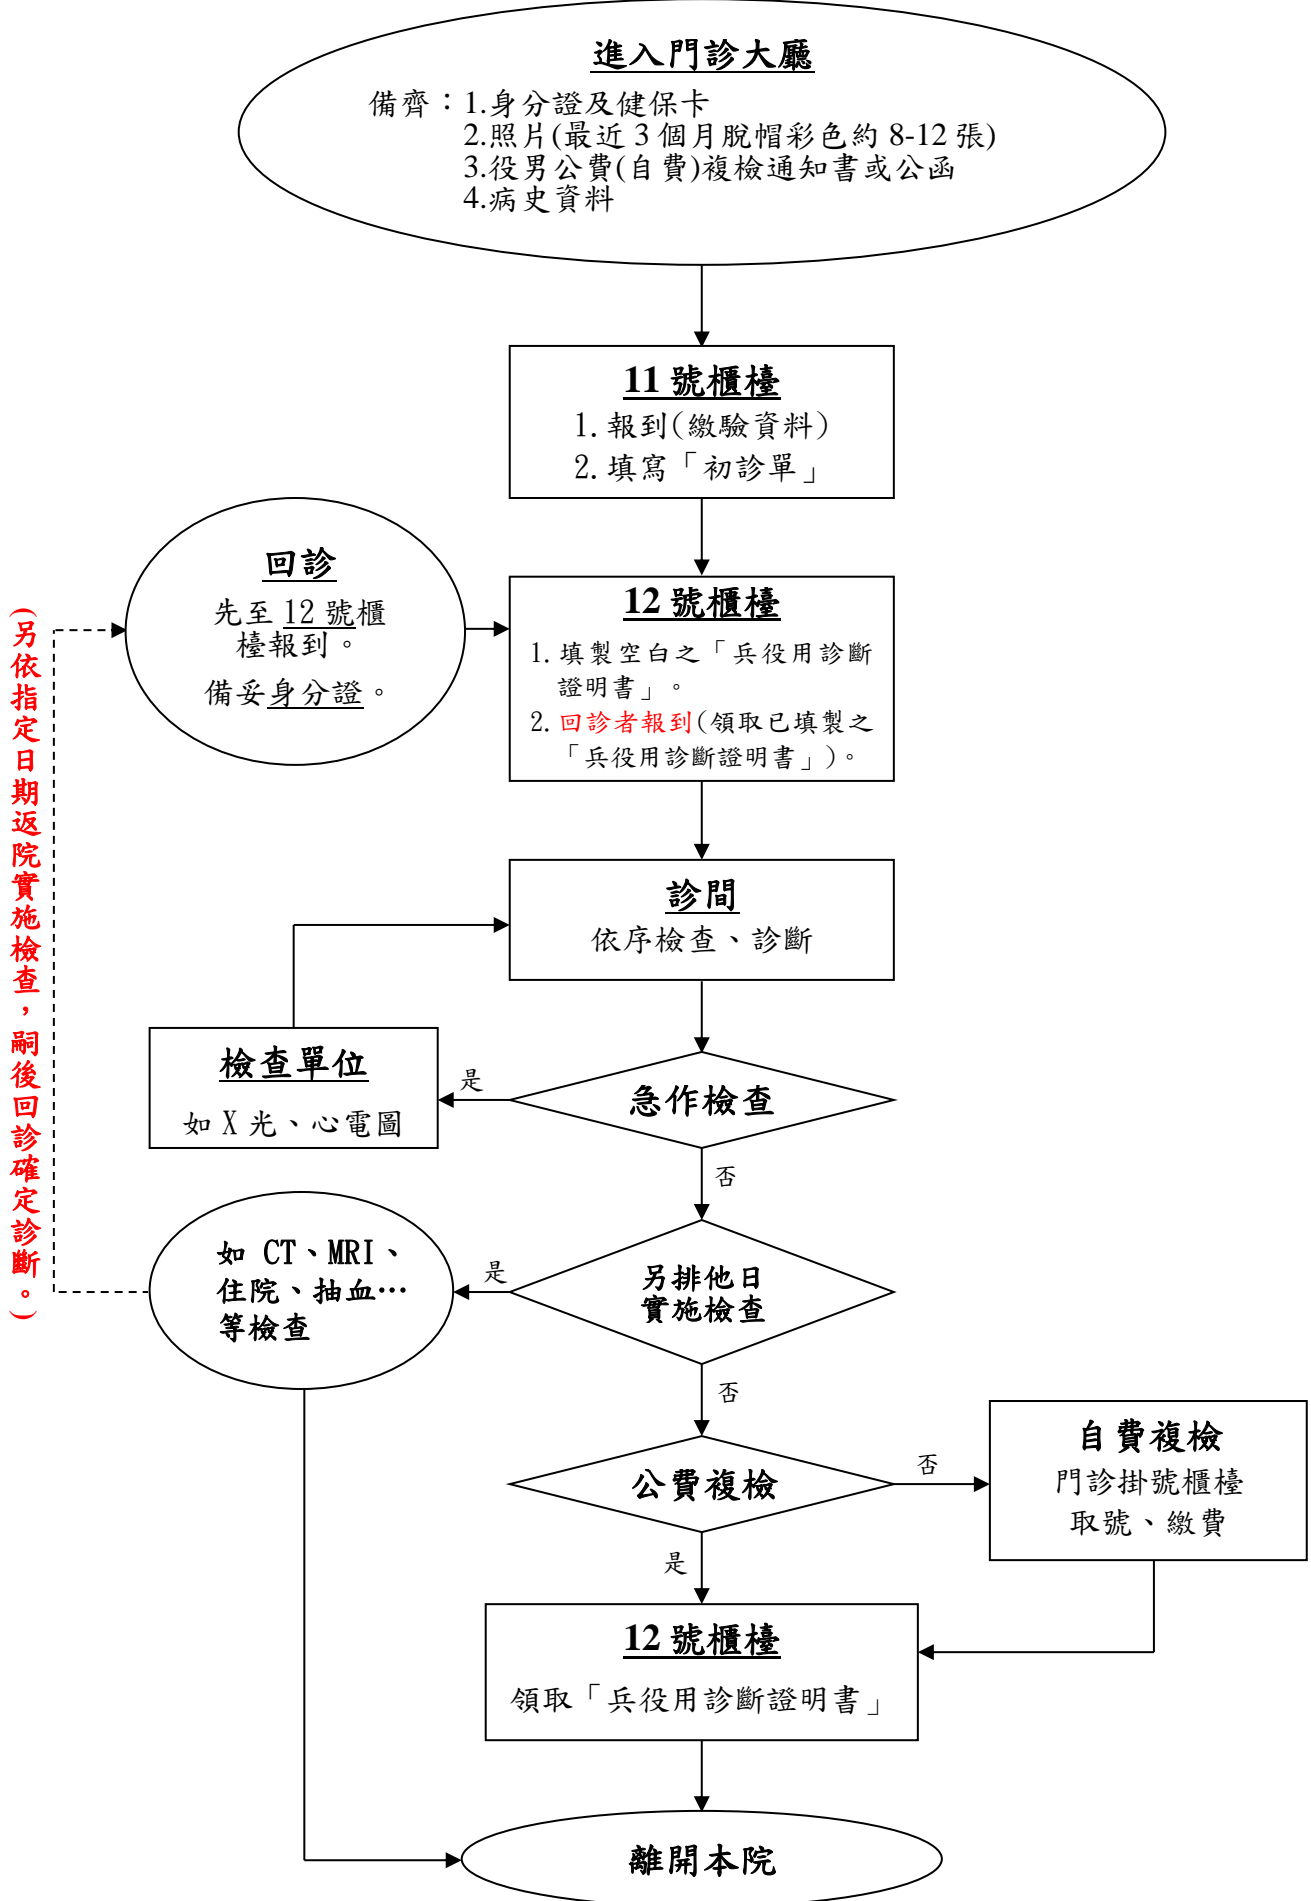 進入門診大廳
備齊：1.身分證及健保卡
2.照片(最近 3 個月脫帽彩色約 8-12 張)
3.役男公費(自費)複檢通知書或公函
4.病史資料
11 號櫃檯
1.報到(繳驗資料)
2.填寫「初診單」
回診
先至 12 號櫃
檯報到。
備妥身分證。
12 號櫃檯
1.填製空白之「兵役用診斷
證明書」。
2.回診者報到(領取已填製之
「兵役用診斷證明書」)。
(另依指定日期返院實施檢查，嗣後回診確定診斷。)
診間
依序檢查、診斷
檢查單位
如 X 光、心電圖
是
急作檢查
否
如 CT、MRI、
住院、抽血…
等檢查
是
另排他日
實施檢查
否
公費複檢
否
自費複檢
門診掛號櫃檯
取號、繳費
是
12 號櫃檯
領取「兵役用診斷證明書」
離開本院